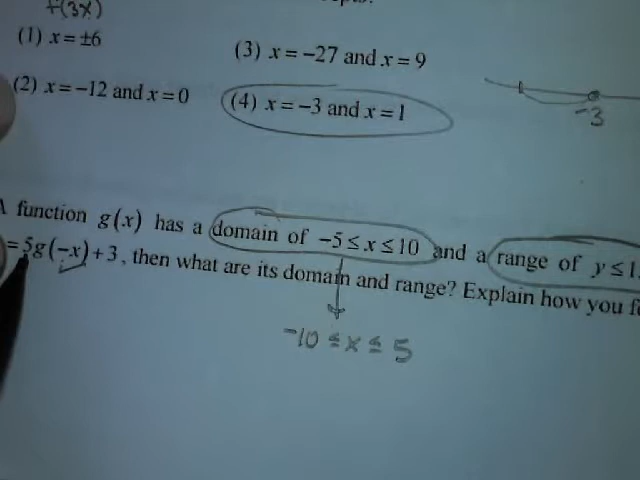 f(3x)
(1) x = ±6
(3) x = −27 and x = 9
(2) x = −12 and x = 0
(4) x = −3 and x = 1
-3
A function g(x) has a domain of −5 ≤ x ≤ 10 and a range of y ≤ 1
= 5g(−x) + 3, then what are its domain and range? Explain how you
-10 ≤ x ≤ 5